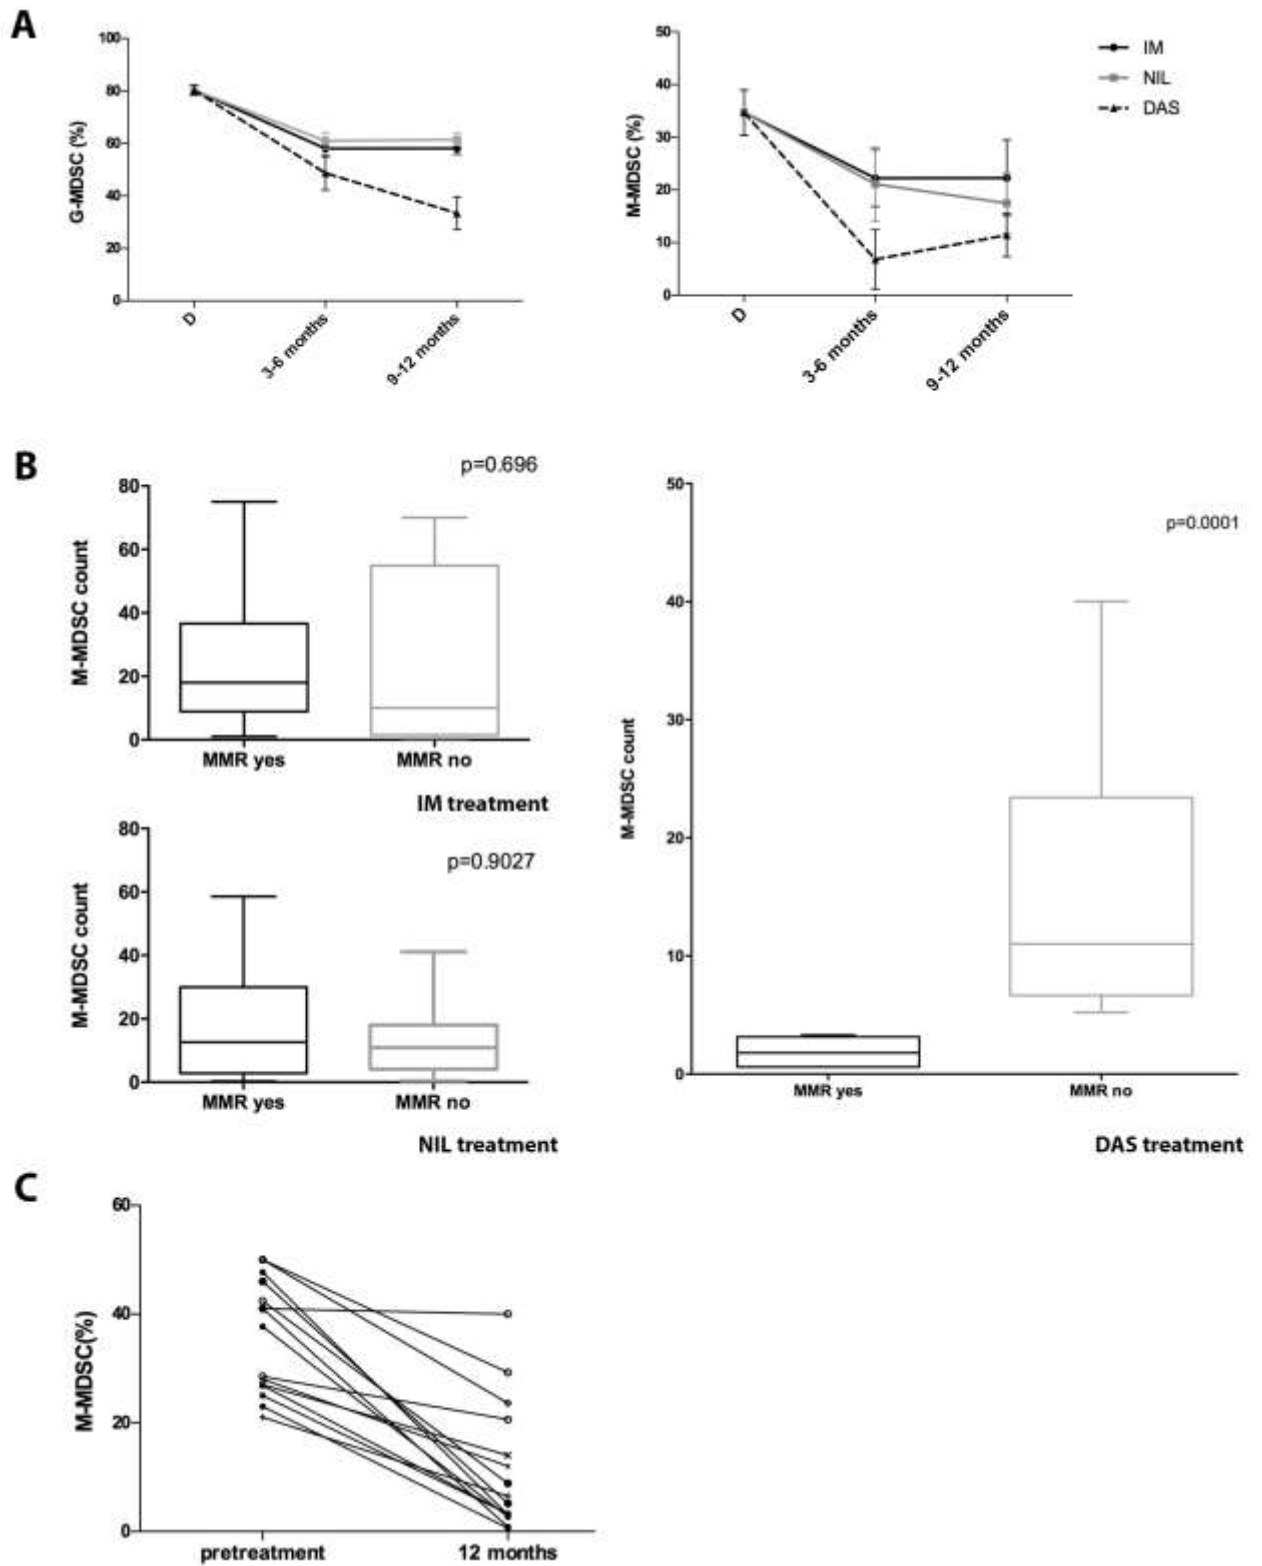 A
G-MDSC (%)
100
80
60
40
20
0
D
3-6 months
9-12 months
M-MDSC (%)
50
40
30
20
10
0
D
3-6 months
9-12 months
IM
NIL
DAS
B
p=0.696
M-MDSC count
80
60
40
20
0
MMR yes
MMR no
IM treatment
p=0.9027
M-MDSC count
80
60
40
20
0
MMR yes
MMR no
NIL treatment
p=0.0001
M-MDSC count
50
40
30
20
10
0
MMR yes
MMR no
DAS treatment
C
M-MDSC(%)
60
40
20
0
pretreatment
12 months